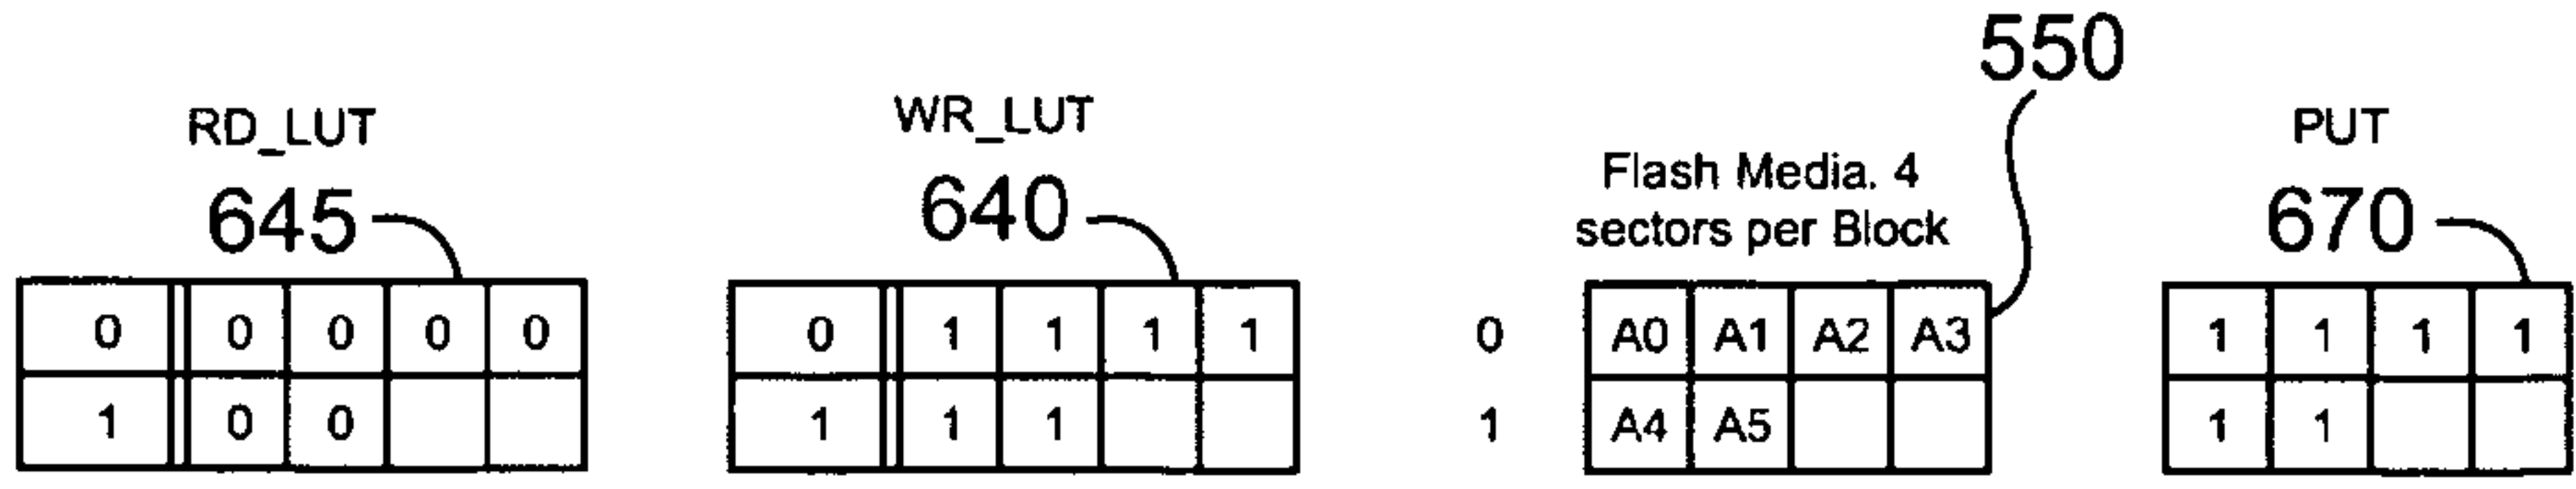 550
RD_LUT
WR_LUT
PUT
Flash Media. 4
sectors per Block
645
640
670
0 0 0 0 0
1 0 0
0 1 1 1 1
1 1 1
0 A0 A1 A2 A3
1 A4 A5
1 1 1 1
1 1